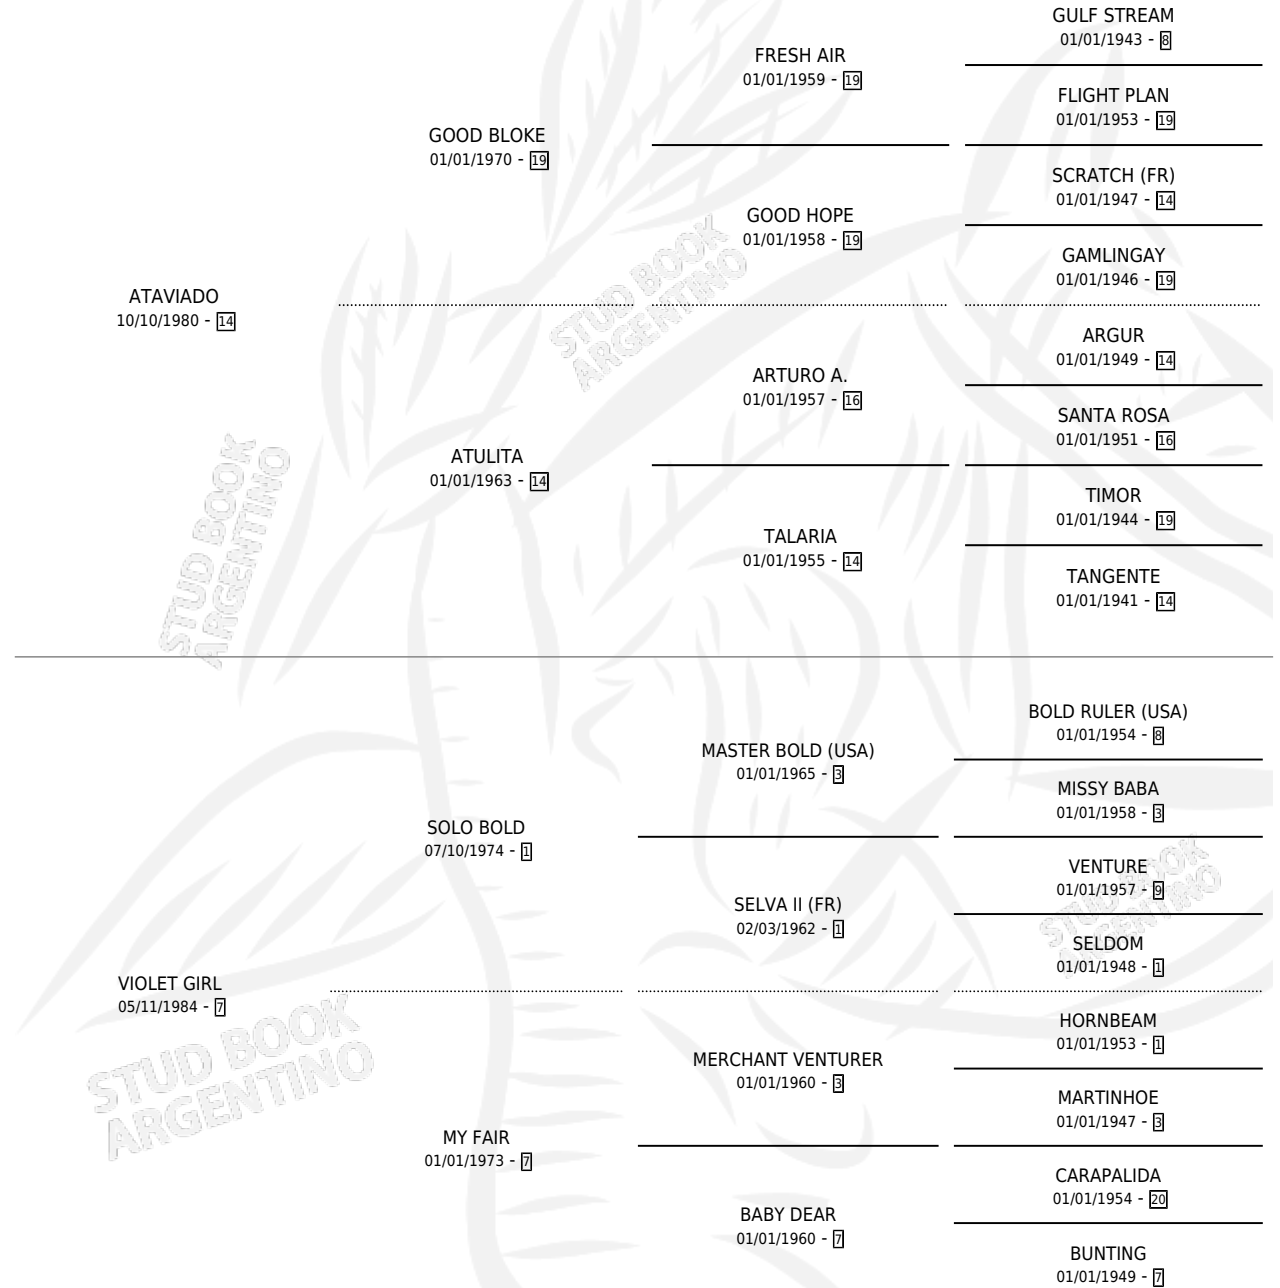 GULF STREAM
01/01/1943 - 8
FRESH AIR
01/01/1959 - 19
FLIGHT PLAN
01/01/1953 - 19
GOOD BLOKE
01/01/1970 - 19
SCRATCH (FR)
01/01/1947 - 14
GOOD HOPE
01/01/1958 - 19
GAMLINGAY
01/01/1946 - 19
ATAVIADO
10/10/1980 - 14
ARGUR
01/01/1949 - 14
ARTURO A.
01/01/1957 - 16
SANTA ROSA
01/01/1951 - 16
ATULITA
01/01/1963 - 14
TIMOR
01/01/1944 - 19
TALARIA
01/01/1955 - 14
TANGENTE
01/01/1941 - 14
BOLD RULER (USA)
01/01/1954 - 8
MASTER BOLD (USA)
01/01/1965 - 3
MISSY BABA
01/01/1958 - 3
SOLO BOLD
07/10/1974 - 1
VENTURE
01/01/1957 - 9
SELVA II (FR)
02/03/1962 - 1
SELDOM
01/01/1948 - 1
VIOLET GIRL
05/11/1984 - 7
HORNBEAM
01/01/1953 - 1
MERCHANT VENTURER
01/01/1960 - 3
MARTINHOE
01/01/1947 - 3
MY FAIR
01/01/1973 - 7
CARAPALIDA
01/01/1954 - 20
BABY DEAR
01/01/1960 - 7
BUNTING
01/01/1949 - 7
STUD BOOK
ARGENTINO
STUD BOOK
ARGENTINO
STUD BOOK
ARGENTINO
STUD BOOK
ARGENTINO